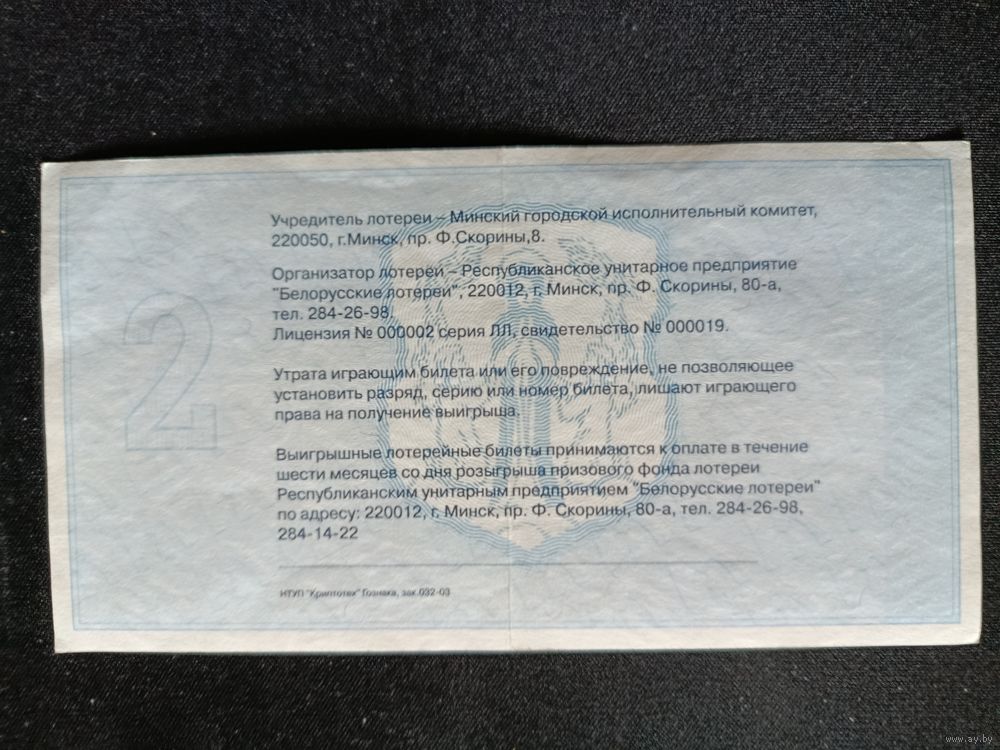 Учредитель лотереи – Минский городской исполнительный комитет,
220050, г.Минск, пр. Ф.Скорины,8.
Организатор лотереи – Республиканское унитарное предприятие
"Белорусские лотереи", 220012, г. Минск, пр. Ф. Скорины, 80-а,
тел. 284-26-98.
Лицензия № 000002 серия ЛЛ, свидетельство № 000019.
2
Утрата играющим билета или его повреждение, не позволяющее
установить разряд, серию или номер билета, лишают играющего
права на получение выигрыша.
Выигрышные лотерейные билеты принимаются к оплате в течение
шести месяцев со дня розыгрыша призового фонда лотереи
Республиканским унитарным предприятием "Белорусские лотереи"
по адресу: 220012, г. Минск, пр. Ф. Скорины, 80-а, тел. 284-26-98,
284-14-22
НТУП "Криптотех" Гознака, зак.032-03
www.ay.by